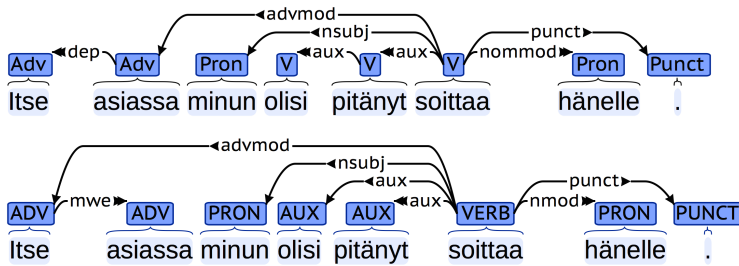 advmod
nsubj punct
dep aux aux nommod
Adv Adv Pron V V V Pron Punct
Itse asiassa minun olisi pitänyt soittaa hänelle .
advmod
nsubj
aux punct
mwe aux nmod
ADV ADV PRON AUX AUX VERB PRON PUNCT
Itse asiassa minun olisi pitänyt soittaa hänelle .